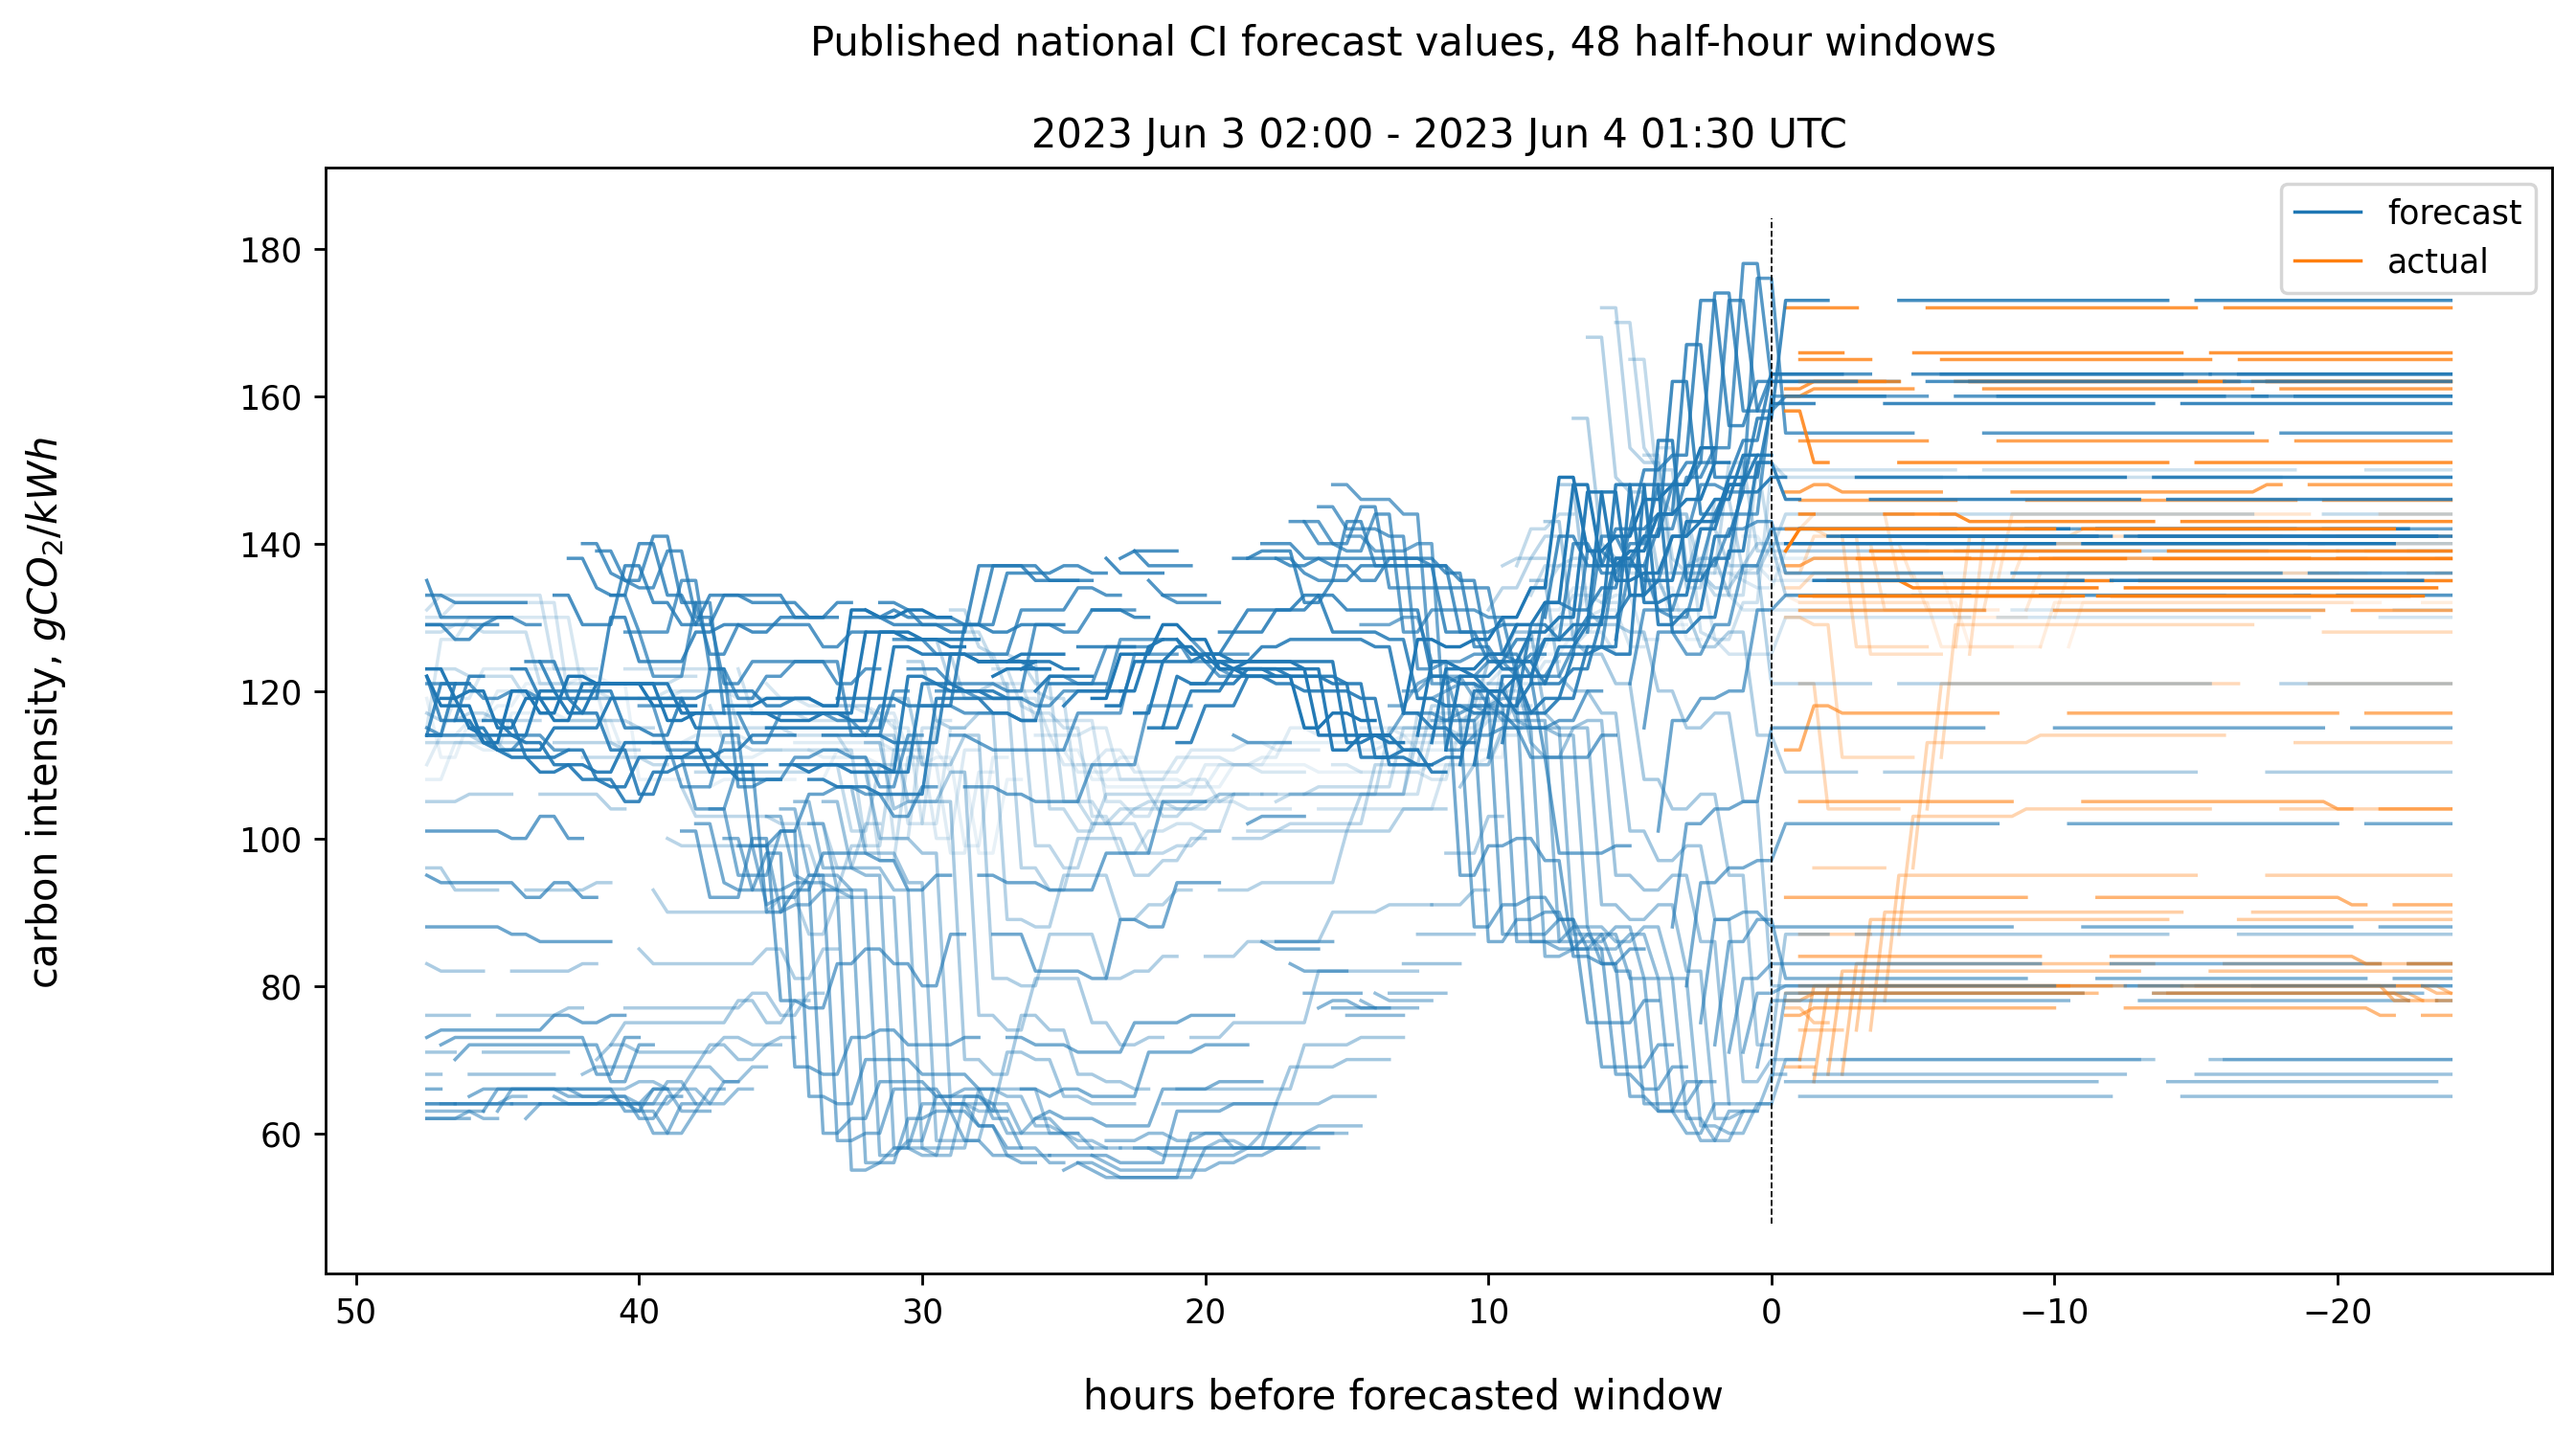 Published national CI forecast values, 48 half-hour windows
2023 Jun 3 02:00 - 2023 Jun 4 01:30 UTC
forecast
actual
carbon intensity, gCO₂/kWh
180
160
140
120
100
80
60
50 40 30 20 10 0 −10 −20
hours before forecasted window